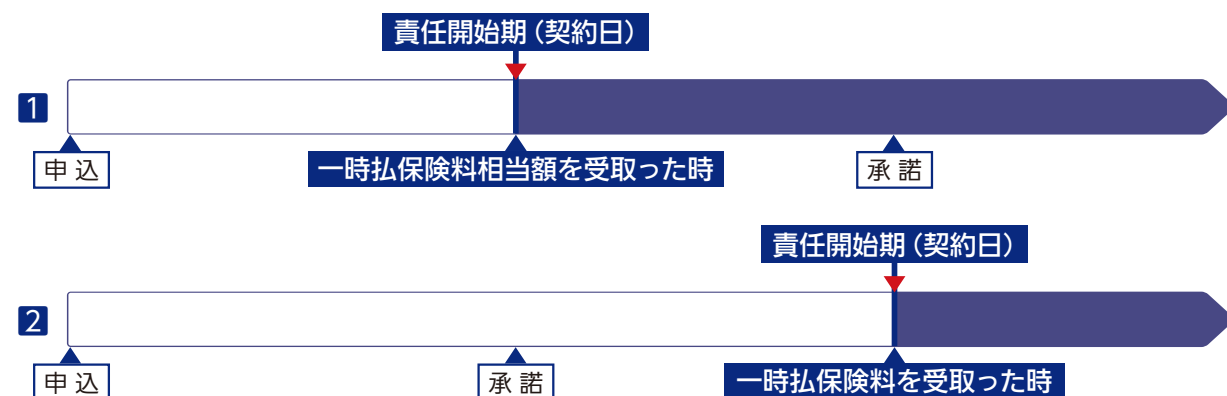 責任開始期（契約日）
1
申込
一時払保険料相当額を受取った時
承諾
責任開始期（契約日）
2
申込
承諾
一時払保険料を受取った時